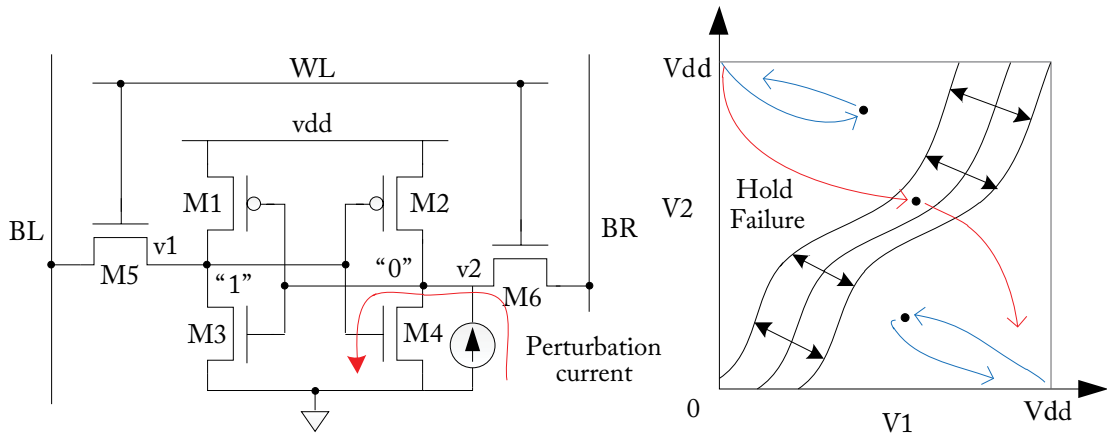 WL
vdd
M1
M2
BL
v1
M5
“1”
“0”
v2
M6
BR
M3
M4
Perturbation
current
Vdd
V2
Hold
Failure
0
V1
Vdd